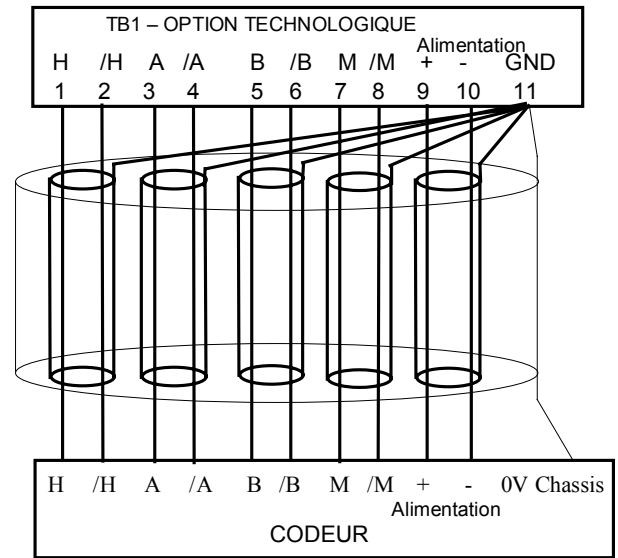 TB1 – OPTION TECHNOLOGIQUE
Alimentation
H /H A /A B /B M /M + - GND
1 2 3 4 5 6 7 8 9 10 11
H /H A /A B /B M /M + - 0V Chassis
Alimentation
CODEUR